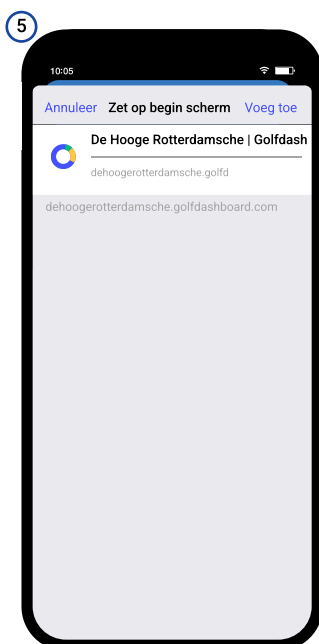 5
10:05
Annuleer Zet op begin scherm Voeg toe
De Hooge Rotterdamsche | Golfdash
dehoogerotterdamsche.golfd
dehoogerotterdamsche.golfdashboard.com